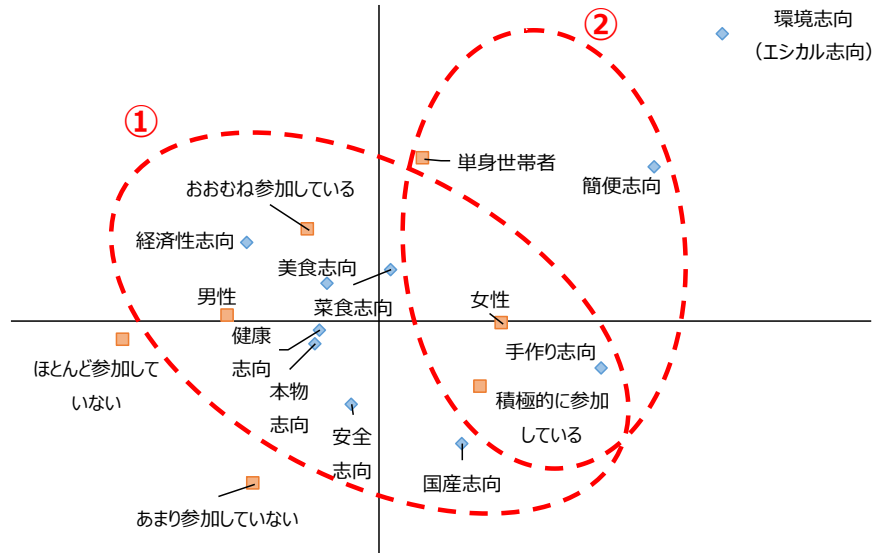 ②
環境志向
（エシカル志向）
①
単身世帯者
簡便志向
おおむね参加している
経済性志向
美食志向
菜食志向
男性
女性
健康
志向
手作り志向
ほとんど参加して
いない
本物
志向
積極的に参加
している
安全
志向
国産志向
あまり参加していない